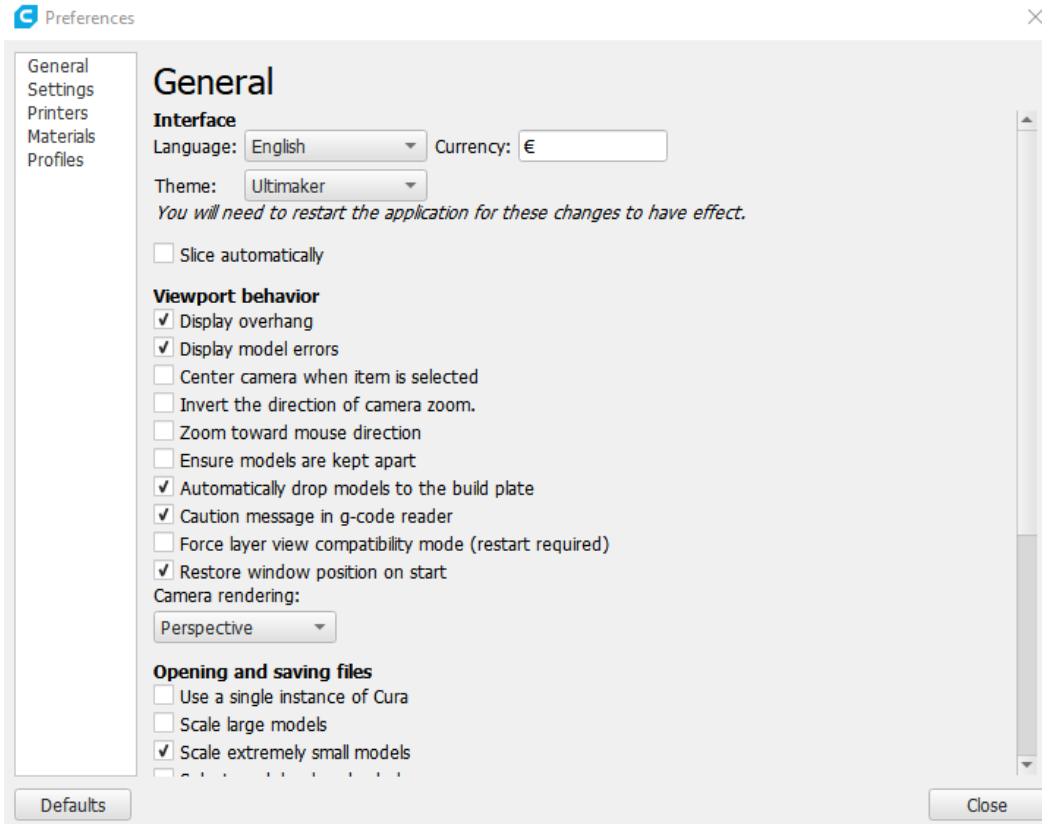 Preferences
General
Settings
Printers
Materials
Profiles
General
Interface
Language: English Currency: €
Theme: Ultimaker
You will need to restart the application for these changes to have effect.
Slice automatically
Viewport behavior
Display overhang
Display model errors
Center camera when item is selected
Invert the direction of camera zoom.
Zoom toward mouse direction
Ensure models are kept apart
Automatically drop models to the build plate
Caution message in g-code reader
Force layer view compatibility mode (restart required)
Restore window position on start
Camera rendering:
Perspective
Opening and saving files
Use a single instance of Cura
Scale large models
Scale extremely small models
Defaults Close